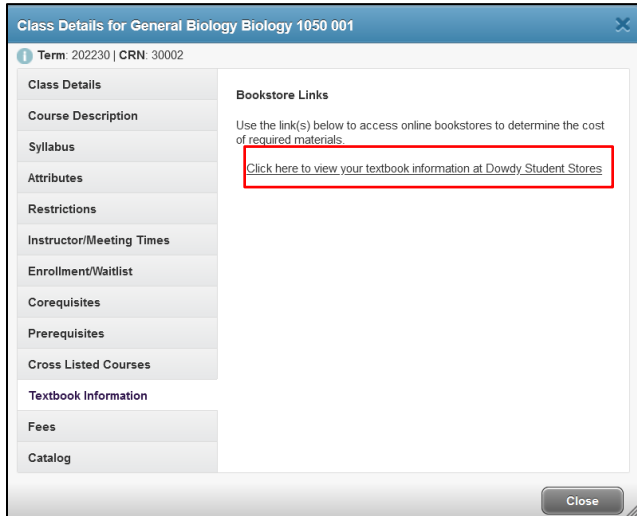 Class Details for General Biology Biology 1050 001
Term: 202230 | CRN: 30002
Class Details
Course Description
Syllabus
Attributes
Restrictions
Instructor/Meeting Times
Enrollment/Waitlist
Corequisites
Prerequisites
Cross Listed Courses
Textbook Information
Fees
Catalog
Bookstore Links
Use the link(s) below to access online bookstores to determine the cost
of required materials.
Click here to view your textbook information at Dowdy Student Stores
Close